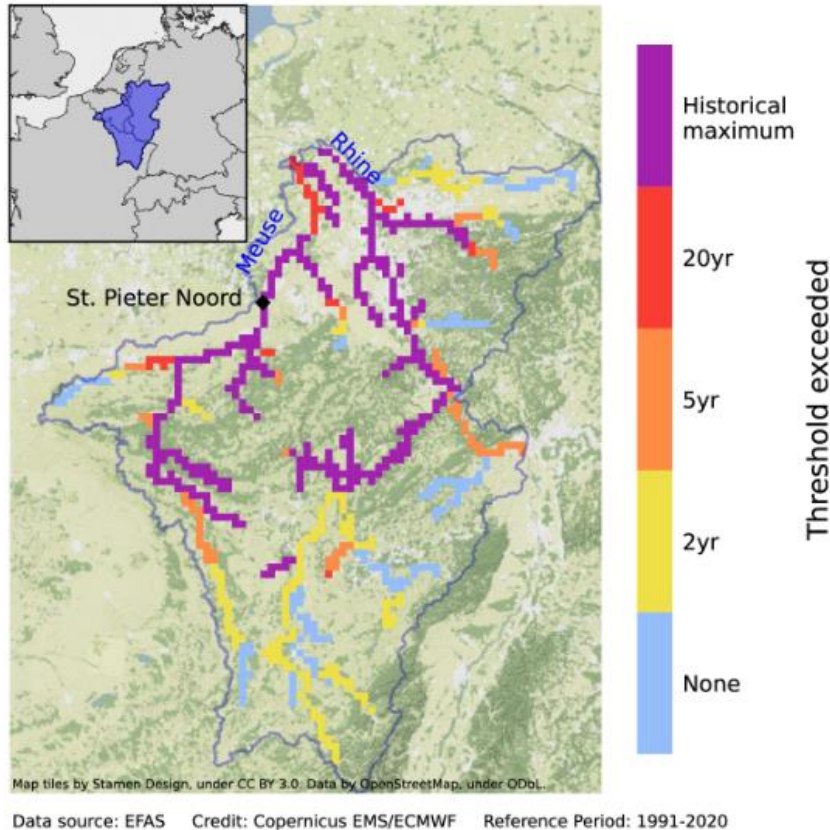 Rhine
Meuse
St. Pieter Noord
Historical
maximum
20yr
5yr
2yr
None
Threshold exceeded
Map tiles by Stamen Design, under CC BY 3.0. Data by OpenStreetMap, under ODbL.
Data source: EFAS Credit: Copernicus EMS/ECMWF Reference Period: 1991-2020